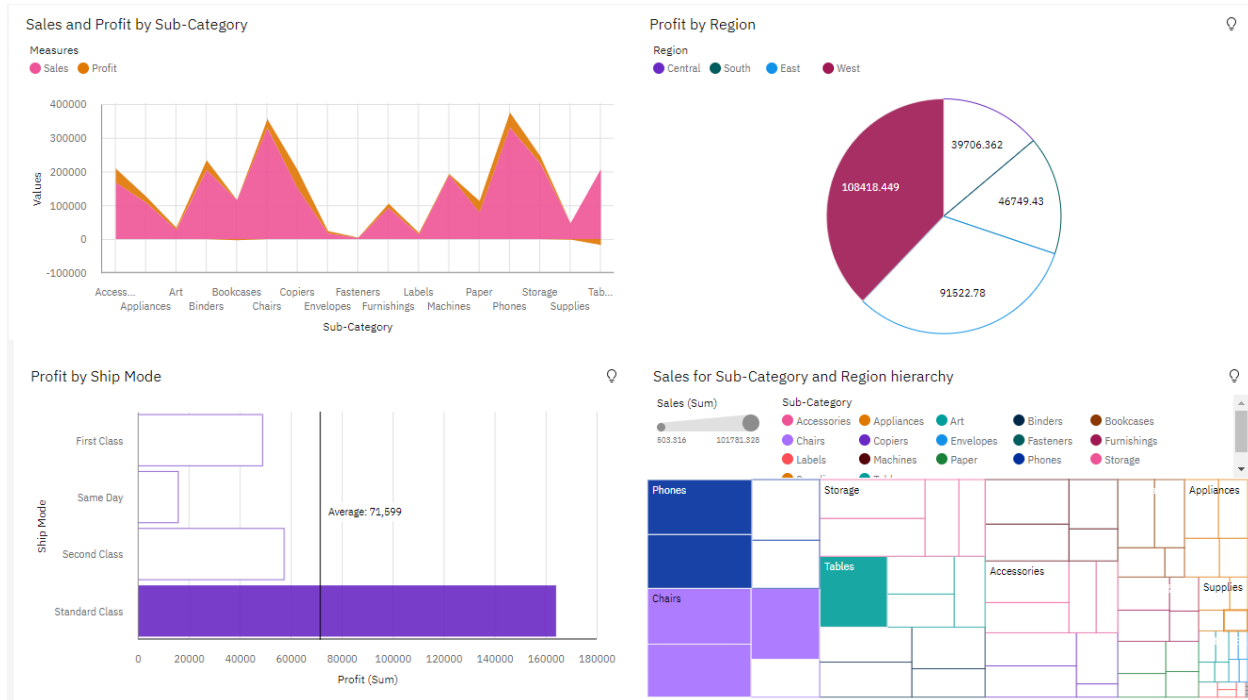 Sales and Profit by Sub-Category
Measures
Sales Profit
400000
300000
200000
100000
0
-100000
Values
Access... Art Bookcases Copiers Fasteners Labels Paper Storage Tab...
Appliances Binders Chairs Envelopes Furnishings Machines Phones Supplies
Sub-Category
Profit by Region
Region
Central South East West
39706.362
108418.449
46749.43
91522.78
Profit by Ship Mode
Ship Mode
First Class
Same Day
Average: 71,599
Second Class
Standard Class
0 20000 40000 60000 80000 100000 120000 140000 160000 180000
Profit (Sum)
Sales for Sub-Category and Region hierarchy
Sales (Sum)
503.316 101781.328
Sub-Category
Accessories Appliances Art Binders Bookcases
Chairs Copiers Envelopes Fasteners Furnishings
Labels Machines Paper Phones Storage
Phones Storage Appliances
Tables
Accessories
Supplies
Chairs